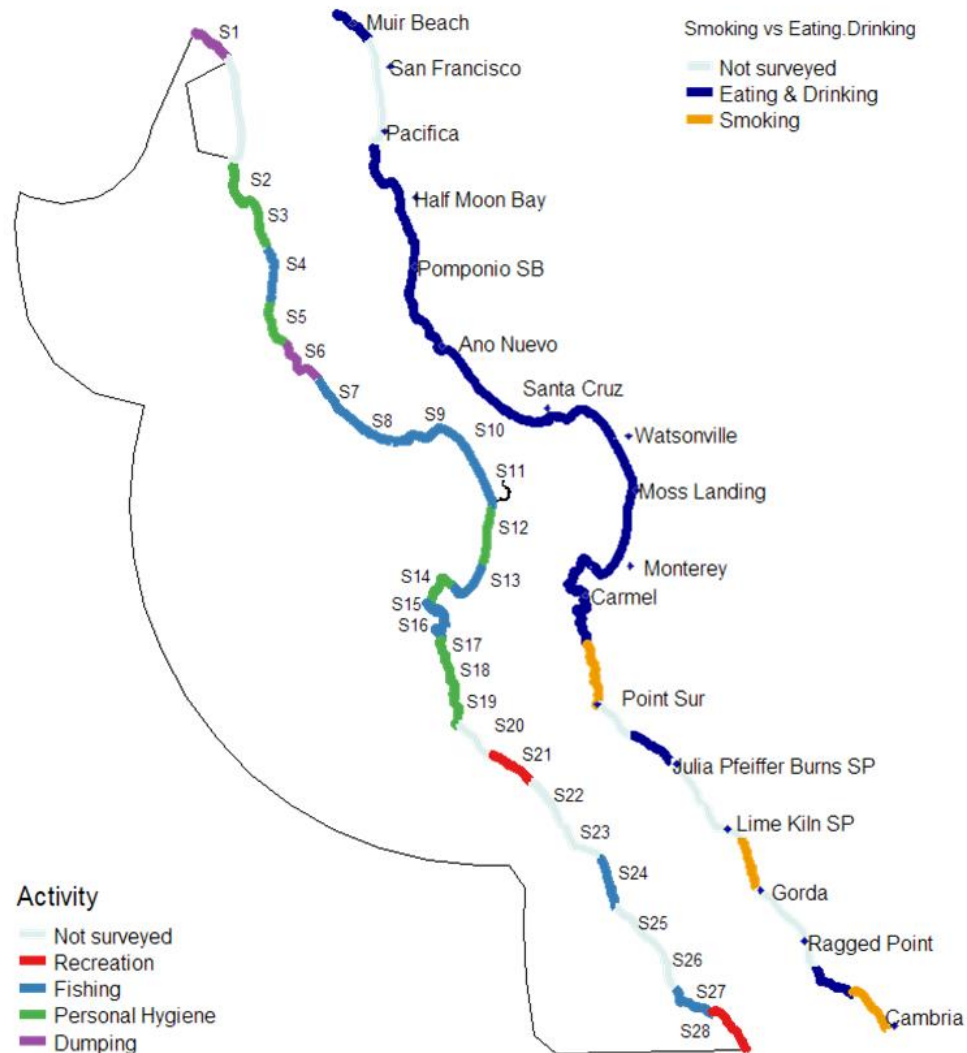 S1
Muir Beach
San Francisco
Pacifica
S2
Half Moon Bay
S3
S4
Pomponio SB
S5
S6
Ano Nuevo
S7
S8
S9
S10
Santa Cruz
Watsonville
S11
Moss Landing
S12
S13
S14
Monterey
S15
Carmel
S16
S17
S18
S19
Point Sur
S20
S21
Julia Pfeiffer Burns SP
S22
S23
Lime Kiln SP
S24
Gorda
S25
Ragged Point
S26
S27
S28
Cambria
Smoking vs Eating.Drinking
Not surveyed
Eating & Drinking
Smoking
Activity
Not surveyed
Recreation
Fishing
Personal Hygiene
Dumping